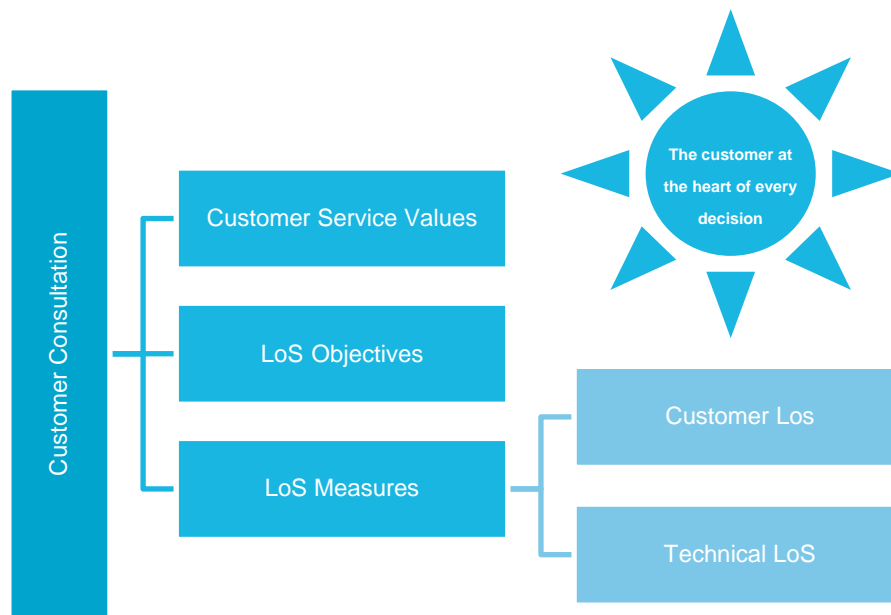 The customer at
the heart of every
decision
Customer Consultation
Customer Service Values
LoS Objectives
LoS Measures
Customer Los
Technical LoS